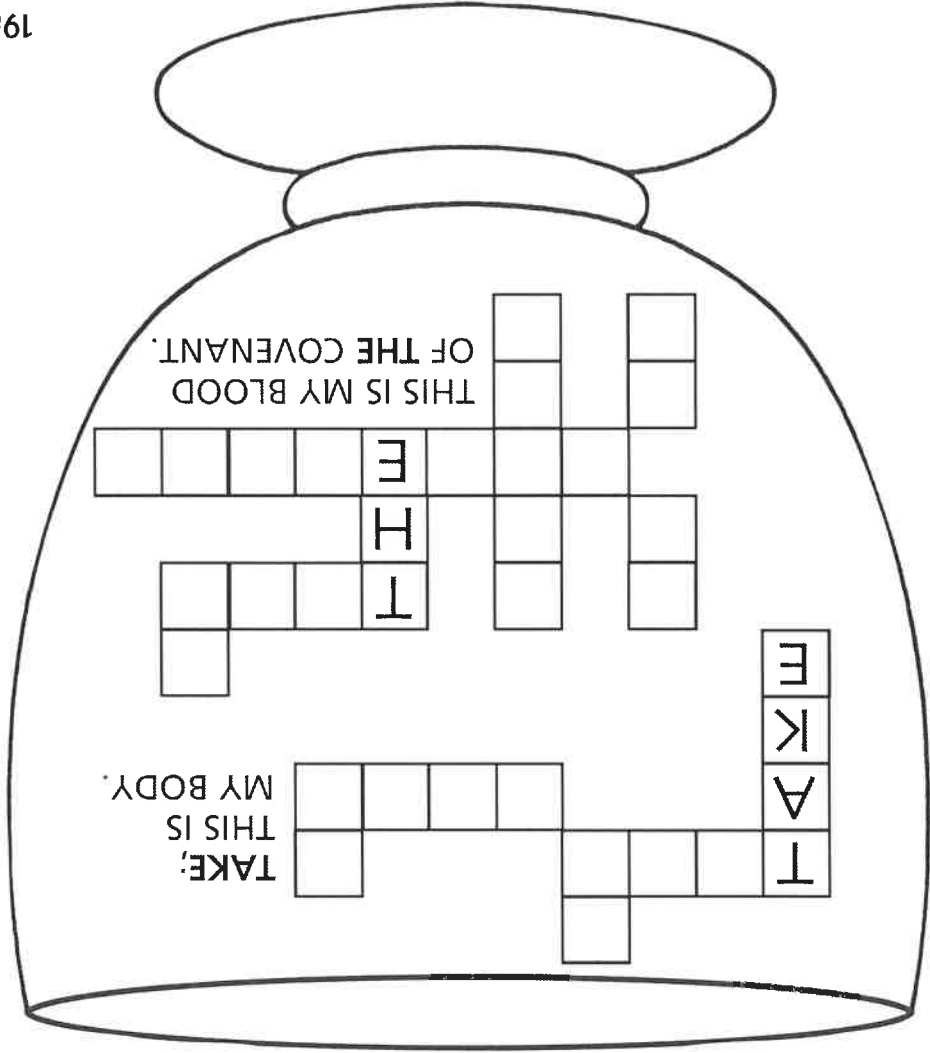 TAKE
TAKE;
THIS IS
MY BODY.
THE
THIS IS MY BLOOD
OF THE COVENANT.